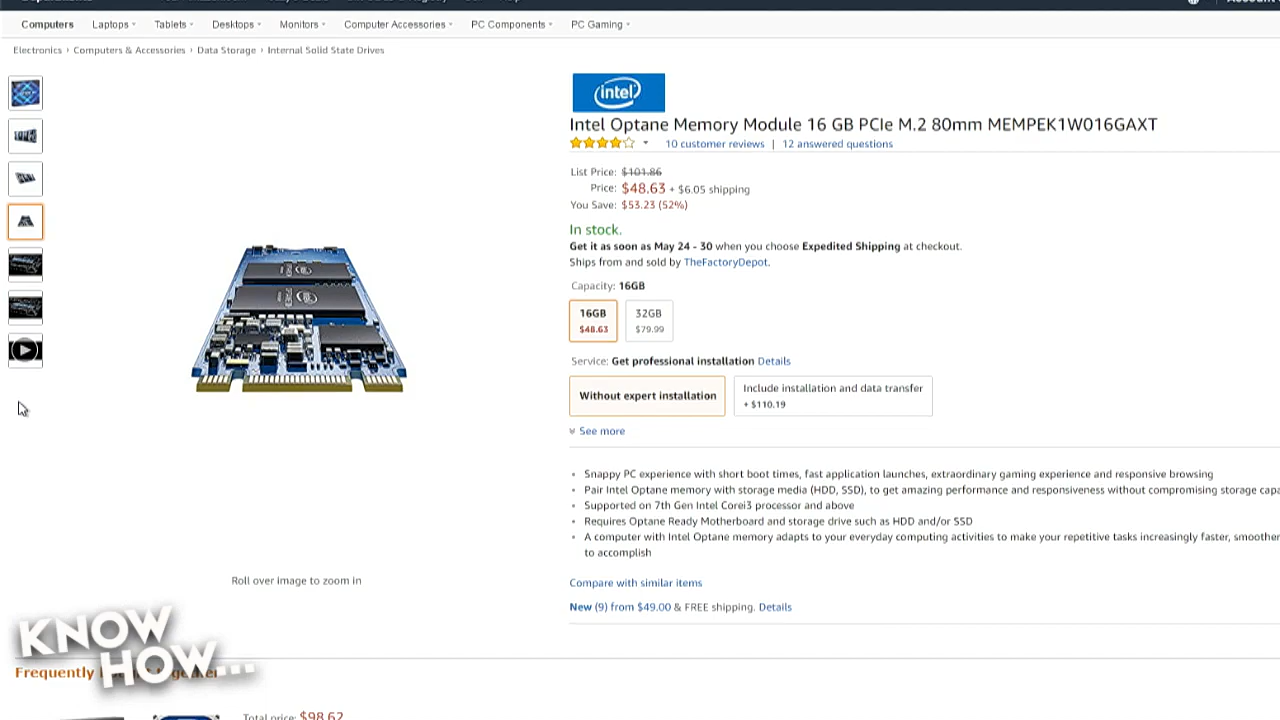 Computers Laptops Tablets Desktops Monitors Computer Accessories PC Components PC Gaming
Electronics › Computers & Accessories › Data Storage › Internal Solid State Drives
intel
Intel Optane Memory Module 16 GB PCIe M.2 80mm MEMPEK1W016GAXT
10 customer reviews | 12 answered questions
List Price: $101.86
Price: $48.63 + $6.05 shipping
You Save: $53.23 (52%)
In stock.
Get it as soon as May 24 - 30 when you choose Expedited Shipping at checkout.
Ships from and sold by TheFactoryDepot.
Capacity: 16GB
16GB 32GB
$48.63 $79.99
Service: Get professional installation Details
Without expert installation
Include installation and data transfer
+ $110.19
See more
• Snappy PC experience with short boot times, fast application launches, extraordinary gaming experience and responsive browsing
• Pair Intel Optane memory with storage media (HDD, SSD), to get amazing performance and responsiveness without compromising storage capa
• Supported on 7th Gen Intel Corei3 processor and above
• Requires Optane Ready Motherboard and storage drive such as HDD and/or SSD
• A computer with Intel Optane memory adapts to your everyday computing activities to make your repetitive tasks increasingly faster, smoother
to accomplish
Roll over image to zoom in
Compare with similar items
New (9) from $49.00 & FREE shipping. Details
KNOW
HOW...
Frequently
Total price: $98.62